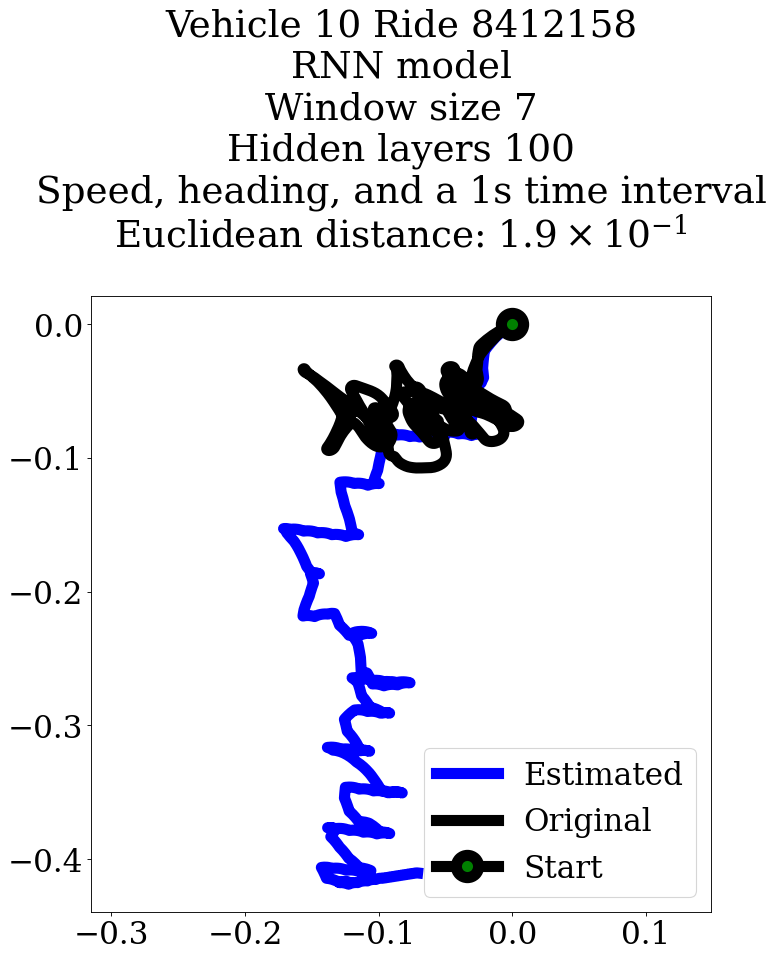 Vehicle 10 Ride 8412158
RNN model
Window size 7
Hidden layers 100
Speed, heading, and a 1s time interval
Euclidean distance: 1.9 × 10⁻¹
0.0
−0.1
−0.2
−0.3
−0.4
Estimated
Original
Start
−0.3 −0.2 −0.1 0.0 0.1